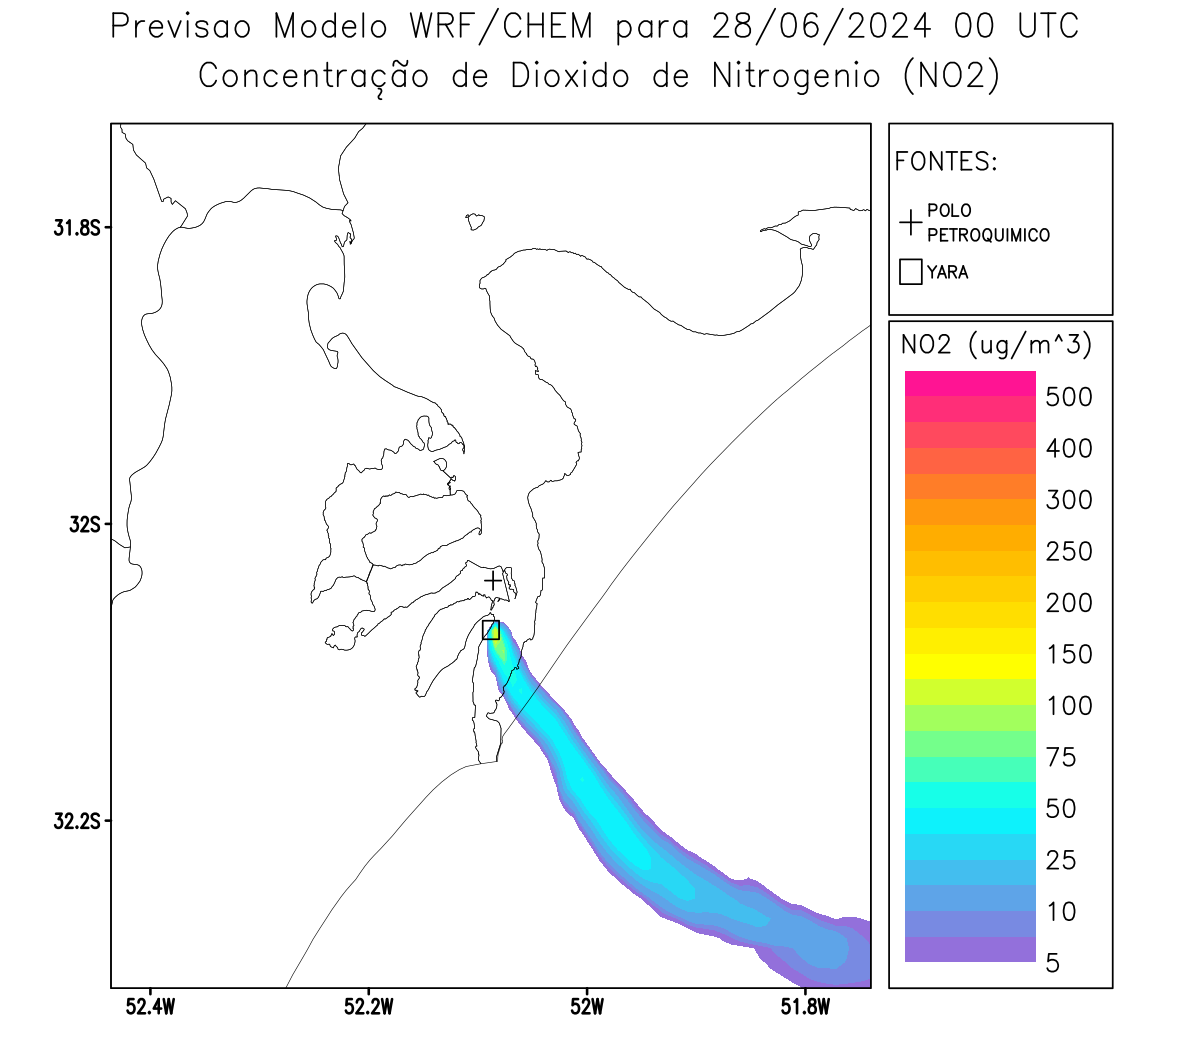 Previsao Modelo WRF/CHEM para 28/06/2024 00 UTC
Concentração de Dioxido de Nitrogenio (NO2)
FONTES:
POLO
PETROQUIMICO
YARA
NO2 (ug/m^3)
500
400
300
250
200
150
100
75
50
25
10
5
31.8S
32S
32.2S
52.4W
52.2W
52W
51.8W